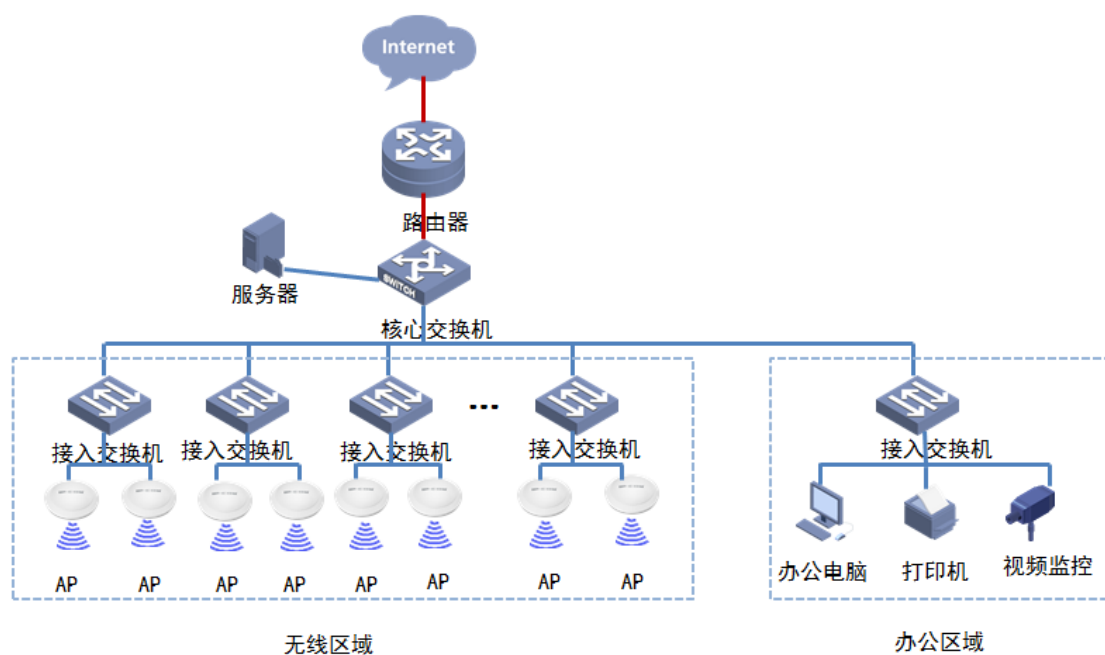 Internet
路由器
服务器
SWITCH
核心交换机
接入交换机 接入交换机 接入交换机 ... 接入交换机 接入交换机
办公电脑 打印机 视频监控
AP AP AP AP AP AP AP AP
无线区域 办公区域